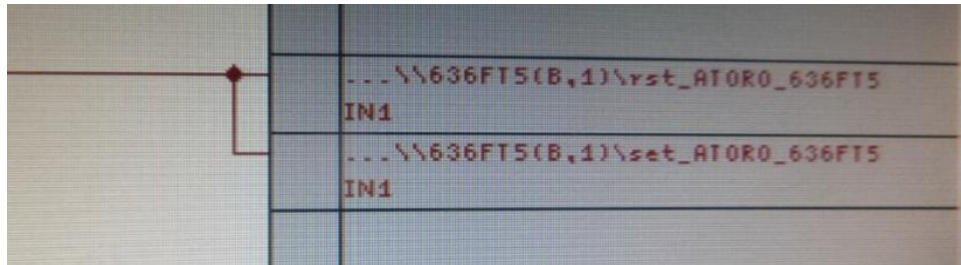 ...\\636FT5(B,1)\rst_ATORO_636FT5
IN1
...\\636FT5(B,1)\set_ATORO_636FT5
IN1